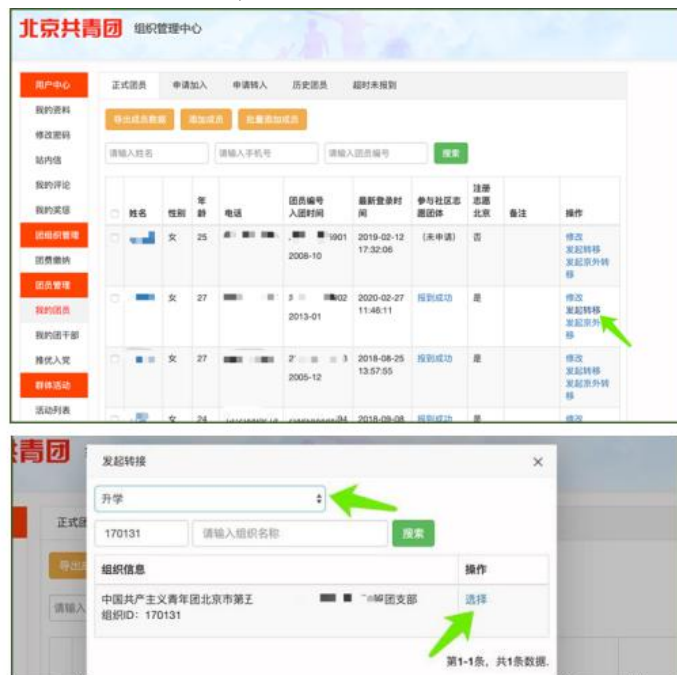 北京共青团 组织管理中心
用户中心
我的资料
修改密码
站内信
我的评论
我的奖惩
团组织管理
团费缴纳
团员管理
我的团员
我的团干部
推优入党
群体活动
活动列表
正式团员 申请加入 申请转入 历史团员 超时未报到
导出成员数据 添加成员 批量添加成员
请输入姓名 请输入手机号 请输入团员编号 搜索
姓名 性别 年龄 电话 团员编号 入团时间 最新登录时间 参与社区志愿团体 注册志愿北京 备注 操作
女 25 5901 2019-02-12 (未申请) 否 修改
2008-10 17:32:06 发起转移
发起京外转移
女 27 902 2020-02-27 报到成功 是 修改
2013-01 11:46:11 发起转移
发起京外 移
女 27 3 2018-08-25 报到成功 是 修改
2005-12 13:57:55 发起转移
发起京外转移
女 24 94 2018-09-08 报到成功 是 修改
青团
发起转接 ×
升学
170131 请输入组织名称 搜索
组织信息 操作
中国共产主义青年团北京市第五 团支部 选择
组织ID: 170131
第1-1条, 共1条数据.
正式团
导出
请输入